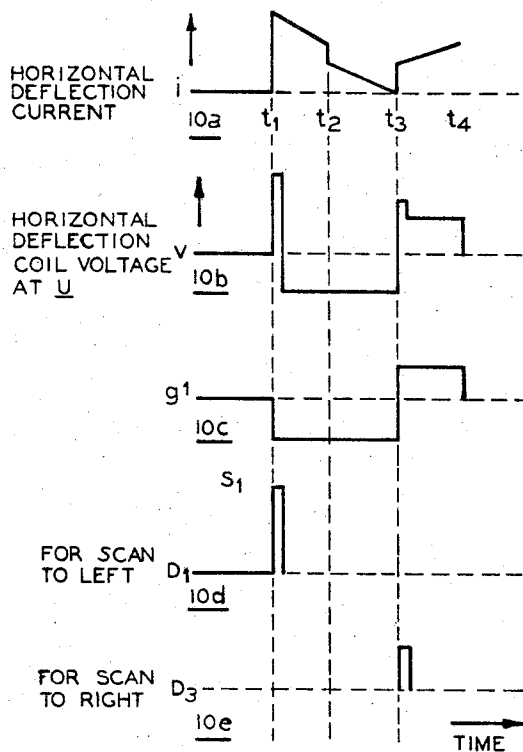 HORIZONTAL
DEFLECTION
CURRENT
i
10a
t1
t2
t3
t4
HORIZONTAL
DEFLECTION
COIL VOLTAGE
AT U
V
10b
g1
10c
S1
FOR SCAN
TO LEFT
D1
10d
FOR SCAN
TO RIGHT
D3
10e
TIME